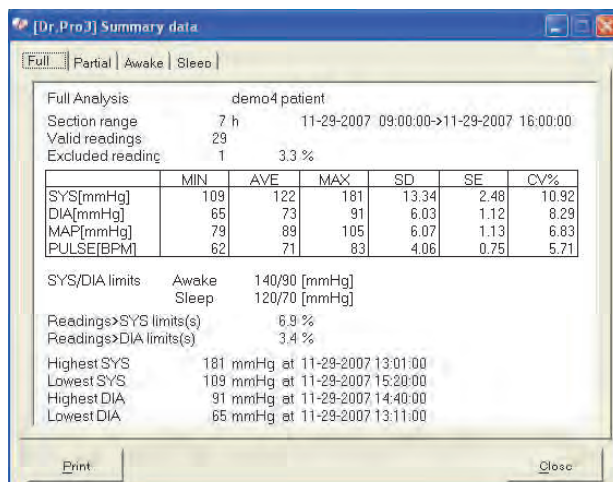 [Dr.Pro3] Summary data
Full Partial Awake Sleep
Full Analysis demo4 patient
Section range 7 h 11-29-2007 09:00:00->11-29-2007 16:00:00
Valid readings 29
Excluded reading 1 3.3 %
MIN AVE MAX SD SE CV%
SYS[mmHg] 109 122 181 13.34 2.48 10.92
DIA[mmHg] 65 73 91 6.03 1.12 8.29
MAP[mmHg] 79 89 105 6.07 1.13 6.83
PULSE[BPM] 62 71 83 4.06 0.75 5.71
SYS/DIA limits Awake 140/90 [mmHg]
Sleep 120/70 [mmHg]
Readings>SYS limits(s) 6.9 %
Readings>DIA limits(s) 3.4 %
Highest SYS 181 mmHg at 11-29-2007 13:01:00
Lowest SYS 109 mmHg at 11-29-2007 15:20:00
Highest DIA 91 mmHg at 11-29-2007 14:40:00
Lowest DIA 65 mmHg at 11-29-2007 13:11:00
Print Close